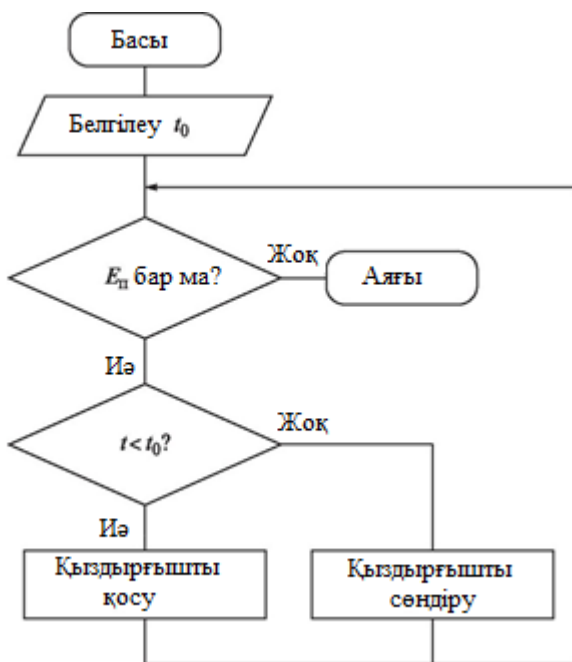 Басы
Белгілеу t₀
Eп бар ма?
Жоқ
Аяғы
Иә
t < t₀?
Жоқ
Иә
Қыздырғышты
қосу
Қыздырғышты
сөндіру